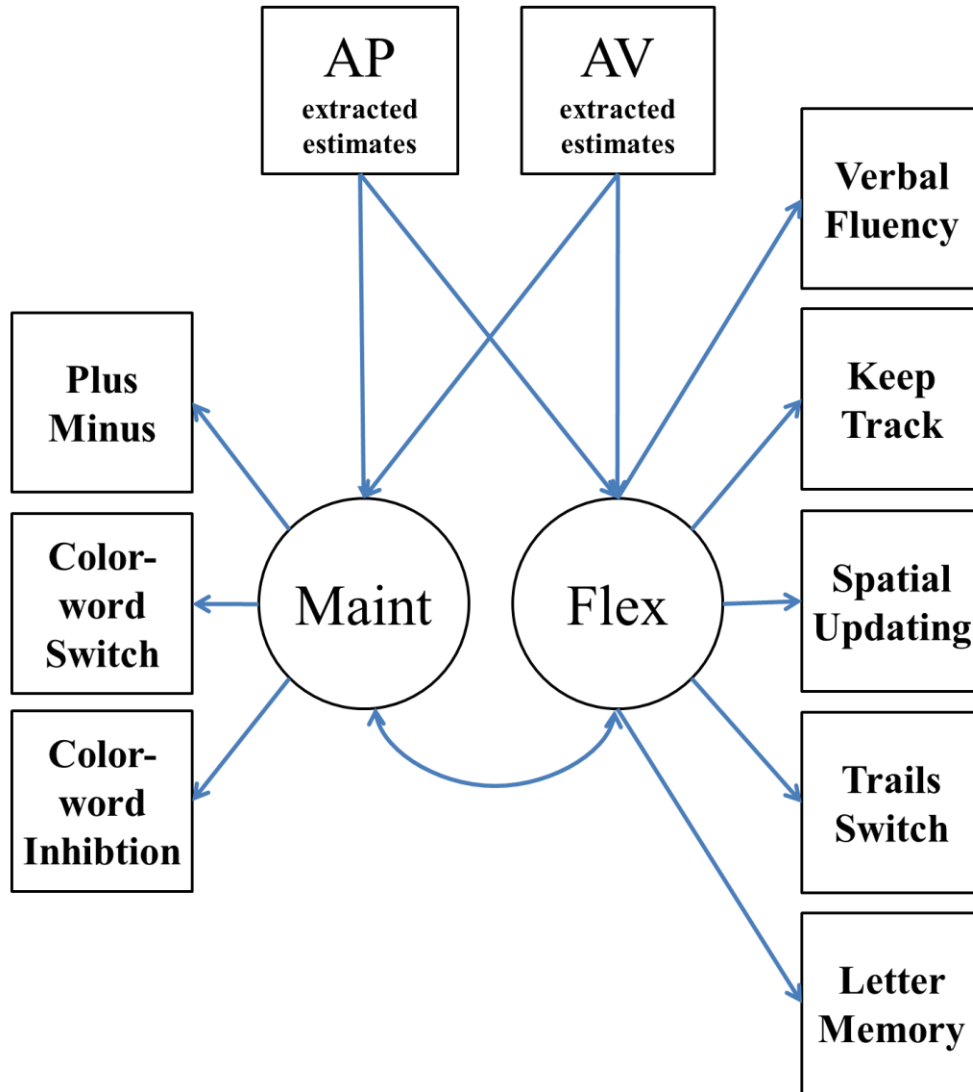 AP
extracted
estimates
AV
extracted
estimates
Verbal
Fluency
Plus
Minus
Keep
Track
Color-
word
Switch
Maint
Flex
Spatial
Updating
Color-
word
Inhibtion
Trails
Switch
Letter
Memory